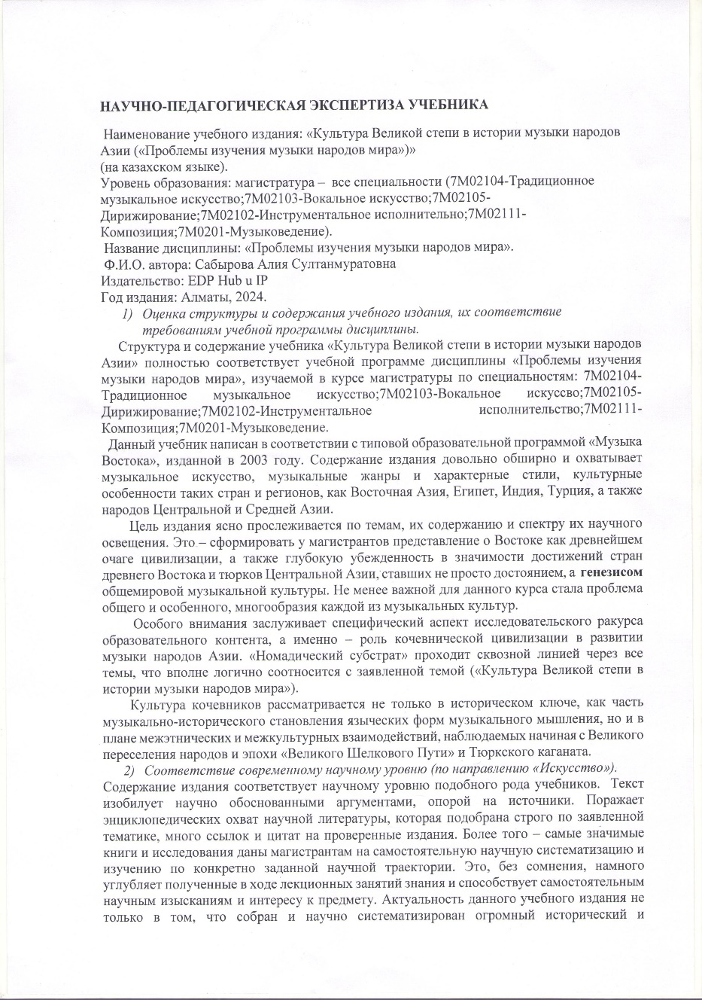 НАУЧНО-ПЕДАГОГИЧЕСКАЯ ЭКСПЕРТИЗА УЧЕБНИКА
Наименование учебного издания: «Культура Великой степи в истории музыки народов
Азии («Проблемы изучения музыки народов мира»)»
(на казахском языке).
Уровень образования: магистратура – все специальности (7М02104-Традиционное
музыкальное искусство;7М02103-Вокальное искусство;7М02105-
Дирижирование;7М02102-Инструментальное исполнительно;7М02111-
Композиция;7М0201-Музыковедение).
Название дисциплины: «Проблемы изучения музыки народов мира».
Ф.И.О. автора: Сабырова Алия Султанмуратовна
Издательство: EDP Hub и IP
Год издания: Алматы, 2024.
1) Оценка структуры и содержания учебного издания, их соответствие
требованиям учебной программы дисциплины.
Структура и содержание учебника «Культура Великой степи в истории музыки народов
Азии» полностью соответствует учебной программе дисциплины «Проблемы изучения
музыки народов мира», изучаемой в курсе магистратуры по специальностям: 7М02104-
Традиционное музыкальное искусство;7М02103-Вокальное искуссво;7М02105-
Дирижирование;7М02102-Инструментальное исполнительство;7М02111-
Композиция;7М0201-Музыковедение.
Данный учебник написан в соответствии с типовой образовательной программой «Музыка
Востока», изданной в 2003 году. Содержание издания довольно обширно и охватывает
музыкальное искусство, музыкальные жанры и характерные стили, культурные
особенности таких стран и регионов, как Восточная Азия, Египет, Индия, Турция, а также
народов Центральной и Средней Азии.
Цель издания ясно прослеживается по темам, их содержанию и спектру их научного
освещения. Это – сформировать у магистрантов представление о Востоке как древнейшем
очаге цивилизации, а также глубокую убежденность в значимости достижений стран
древнего Востока и тюрков Центральной Азии, ставших не просто достоянием, а генезисом
общемировой музыкальной культуры. Не менее важной для данного курса стала проблема
общего и особенного, многообразия каждой из музыкальных культур.
Особого внимания заслуживает специфический аспект исследовательского ракурса
образовательного контента, а именно – роль кочевнической цивилизации в развитии
музыки народов Азии. «Номадический субстрат» проходит сквозной линией через все
темы, что вполне логично соотносится с заявленной темой («Культура Великой степи в
истории музыки народов мира»).
Культура кочевников рассматривается не только в историческом ключе, как часть
музыкально-исторического становления языческих форм музыкального мышления, но и в
плане межэтнических и межкультурных взаимодействий, наблюдаемых начиная с Великого
переселения народов и эпохи «Великого Шелкового Пути» и Тюркского каганата.
2) Соответствие современному научному уровню (по направлению «Искусство»).
Содержание издания соответствует научному уровню подобного рода учебников. Текст
изобилует научно обоснованными аргументами, опорой на источники. Поражает
энциклопедических охват научной литературы, которая подобрана строго по заявленной
тематике, много ссылок и цитат на проверенные издания. Более того – самые значимые
книги и исследования даны магистрантам на самостоятельную научную систематизацию и
изучению по конкретно заданной научной траектории. Это, без сомнения, намного
углубляет полученные в ходе лекционных занятий знания и способствует самостоятельным
научным изысканиям и интересу к предмету. Актуальность данного учебного издания не
только в том, что собран и научно систематизирован огромный исторический и